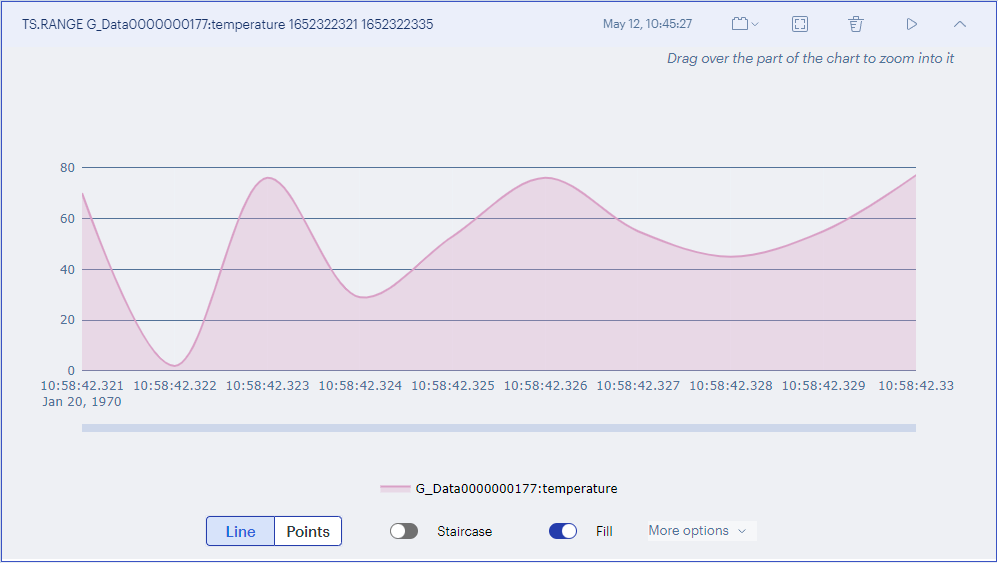 TS.RANGE G_Data0000000177:temperature 1652322321 1652322335 May 12, 10:45:27
Drag over the part of the chart to zoom into it
80
60
40
20
0
10:58:42.321 10:58:42.322 10:58:42.323 10:58:42.324 10:58:42.325 10:58:42.326 10:58:42.327 10:58:42.328 10:58:42.329 10:58:42.33
Jan 20, 1970
G_Data0000000177:temperature
Line Points Staircase Fill More options